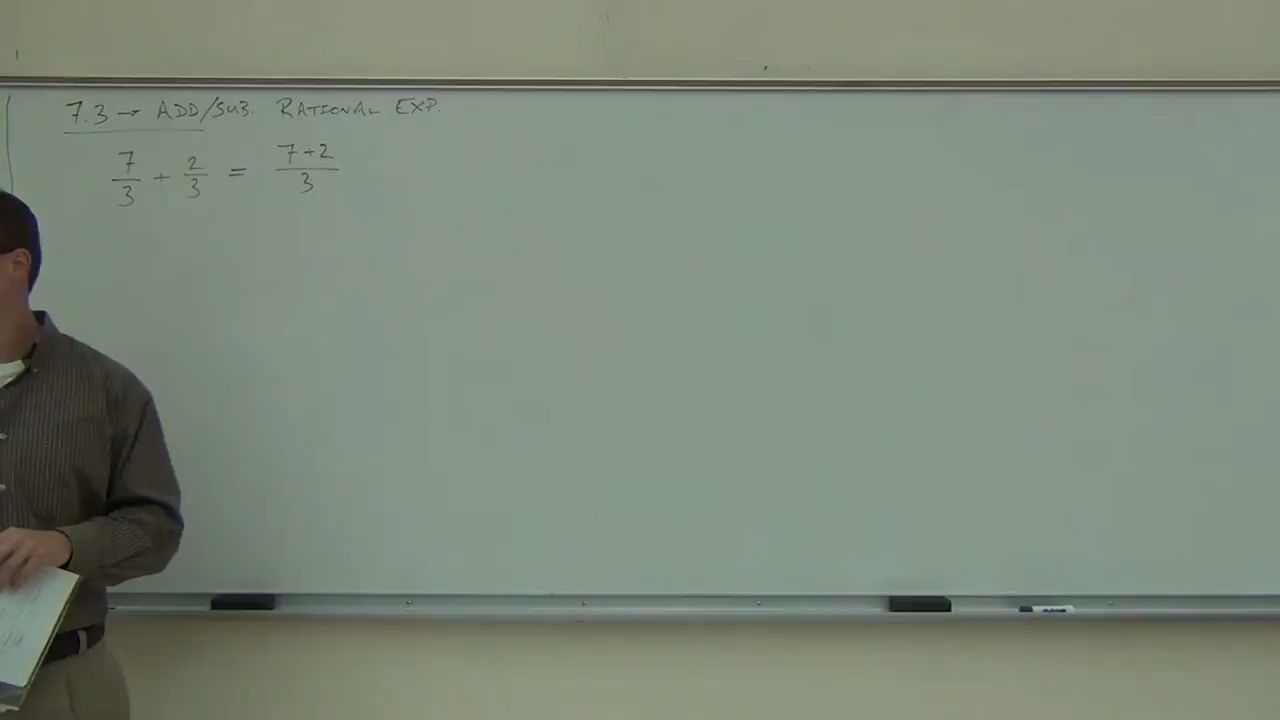 7.3 → ADD/SUB. RATIONAL EXP.
7/3 + 2/3 = (7+2)/3